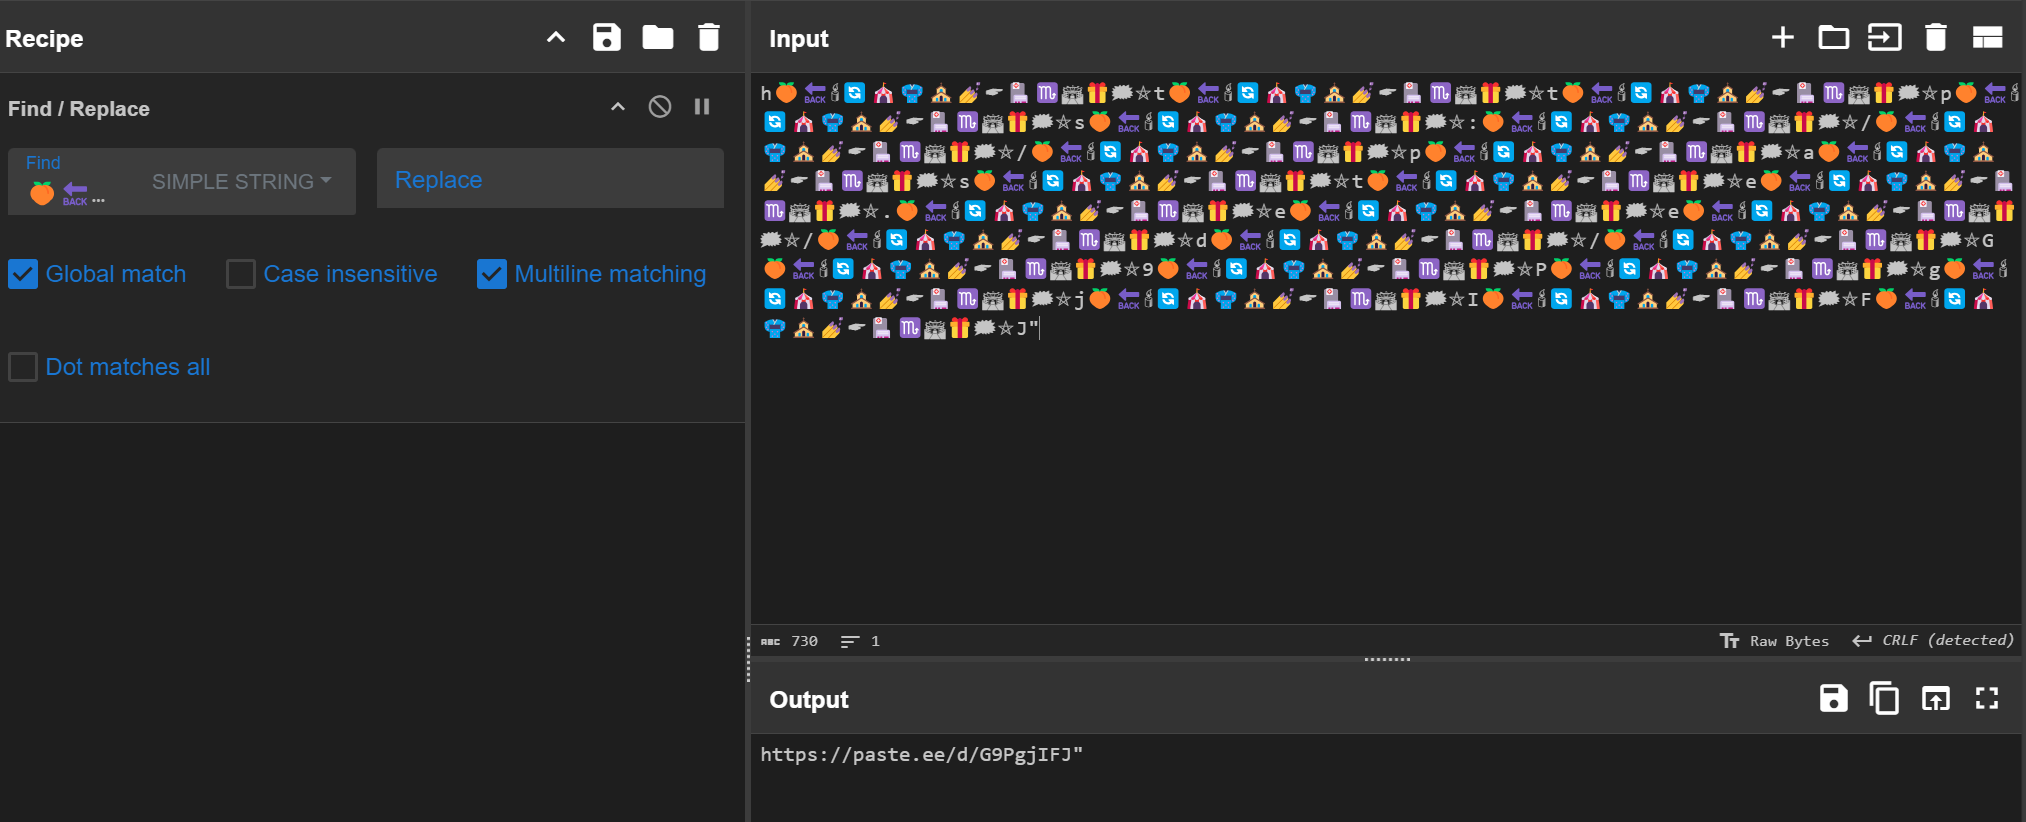 Recipe
Find / Replace
Find
🍑🔙...
SIMPLE STRING
Replace
Global match
Case insensitive
Multiline matching
Dot matches all
Input
h🍑🔙🕯🔄🎪👘⛪💅☛🏥♏🏟🎁🗯⛤t🍑🔙🕯🔄🎪👘⛪💅☛🏥♏🏟🎁🗯⛤t🍑🔙🕯🔄🎪👘⛪💅☛🏥♏🏟🎁🗯⛤p🍑🔙🕯
🔄🎪👘⛪💅☛🏥♏🏟🎁🗯⛤s🍑🔙🕯🔄🎪👘⛪💅☛🏥♏🏟🎁🗯⛤:🍑🔙🕯🔄🎪👘⛪💅☛🏥♏🏟🎁🗯⛤/🍑🔙🕯🔄🎪
👘⛪💅☛🏥♏🏟🎁🗯⛤/🍑🔙🕯🔄🎪👘⛪💅☛🏥♏🏟🎁🗯⛤p🍑🔙🕯🔄🎪👘⛪💅☛🏥♏🏟🎁🗯⛤a🍑🔙🕯🔄🎪👘⛪
💅☛🏥♏🏟🎁🗯⛤s🍑🔙🕯🔄🎪👘⛪💅☛🏥♏🏟🎁🗯⛤t🍑🔙🕯🔄🎪👘⛪💅☛🏥♏🏟🎁🗯⛤e🍑🔙🕯🔄🎪👘⛪💅☛🏥
♏🏟🎁🗯⛤.🍑🔙🕯🔄🎪👘⛪💅☛🏥♏🏟🎁🗯⛤e🍑🔙🕯🔄🎪👘⛪💅☛🏥♏🏟🎁🗯⛤e🍑🔙🕯🔄🎪👘⛪💅☛🏥♏🏟🎁
🗯⛤/🍑🔙🕯🔄🎪👘⛪💅☛🏥♏🏟🎁🗯⛤d🍑🔙🕯🔄🎪👘⛪💅☛🏥♏🏟🎁🗯⛤/🍑🔙🕯🔄🎪👘⛪💅☛🏥♏🏟🎁🗯⛤G
🍑🔙🕯🔄🎪👘⛪💅☛🏥♏🏟🎁🗯⛤9🍑🔙🕯🔄🎪👘⛪💅☛🏥♏🏟🎁🗯⛤P🍑🔙🕯🔄🎪👘⛪💅☛🏥♏🏟🎁🗯⛤g🍑🔙🕯
🔄🎪👘⛪💅☛🏥♏🏟🎁🗯⛤j🍑🔙🕯🔄🎪👘⛪💅☛🏥♏🏟🎁🗯⛤I🍑🔙🕯🔄🎪👘⛪💅☛🏥♏🏟🎁🗯⛤F🍑🔙🕯🔄🎪
👘⛪💅☛🏥♏🏟🎁🗯⛤J"
ABC 730 1
Raw Bytes CRLF (detected)
Output
https://paste.ee/d/G9PgjIFJ"